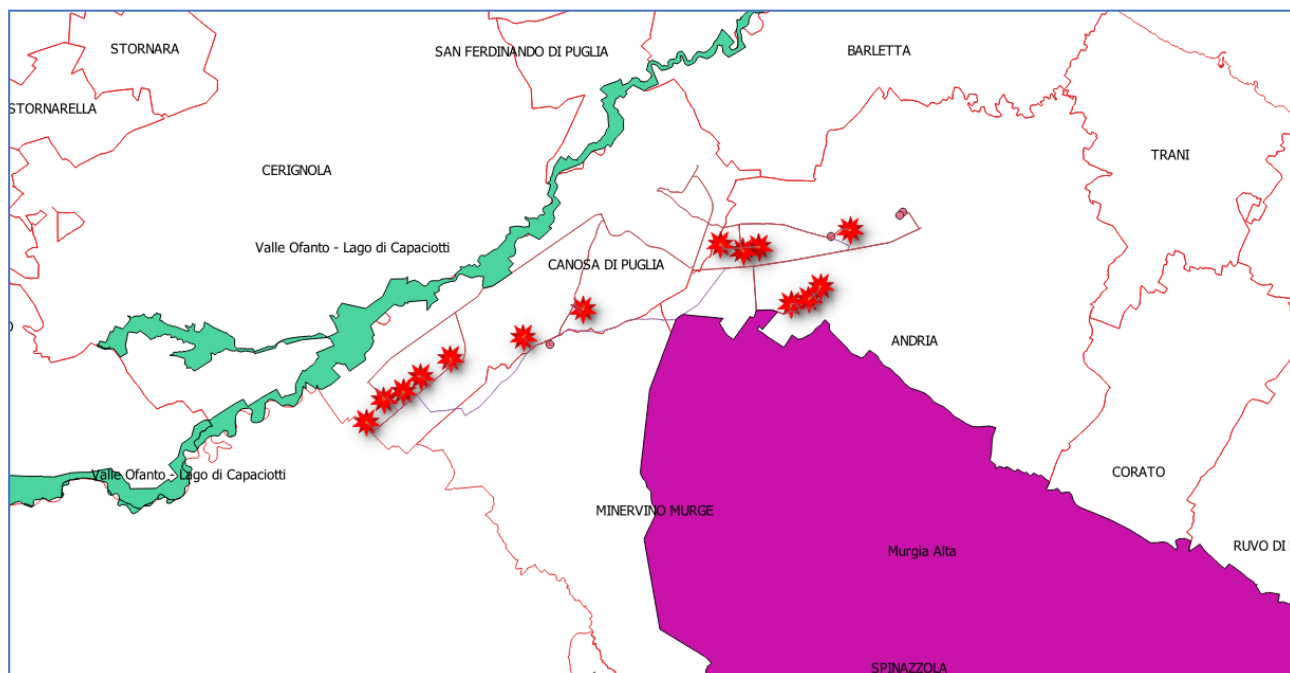 STORNARA
SAN FERDINANDO DI PUGLIA
BARLETTA
STORNARELLA
TRANI
CERIGNOLA
Valle Ofanto - Lago di Capaciotti
CANOSA DI PUGLIA
ANDRIA
Valle Ofanto - Lago di Capaciotti
CORATO
MINERVINO MURGE
RUVO DI
Murgia Alta
SPINAZZOLA